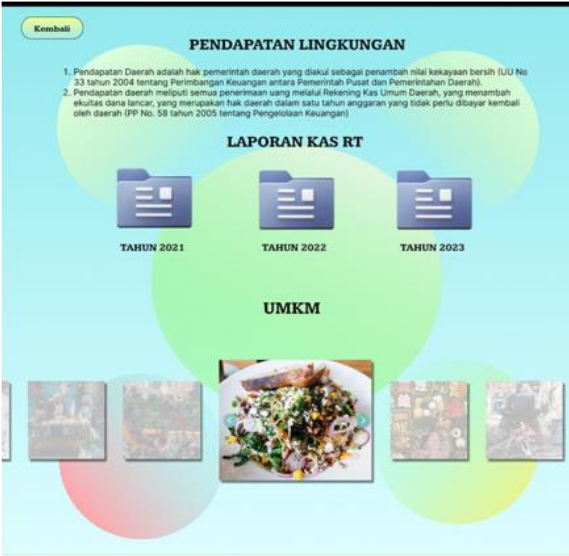 Kembali
PENDAPATAN LINGKUNGAN
1. Pendapatan Daerah adalah hak pemerintah daerah yang diakui sebagai penambah nilai kekayaan bersih (UU No
33 tahun 2004 tentang Perimbangan Keuangan antara Pemerintah Pusat dan Pemerintahan Daerah).
2. Pendapatan daerah meliputi semua penerimaan uang melalui Rekening Kas Umum Daerah, yang menambah
ekuitas dana lancar, yang merupakan hak daerah dalam satu tahun anggaran yang tidak perlu dibayar kembali
oleh daerah (PP No. 58 tahun 2005 tentang Pengelolaan Keuangan)
LAPORAN KAS RT
TAHUN 2021
TAHUN 2022
TAHUN 2023
UMKM